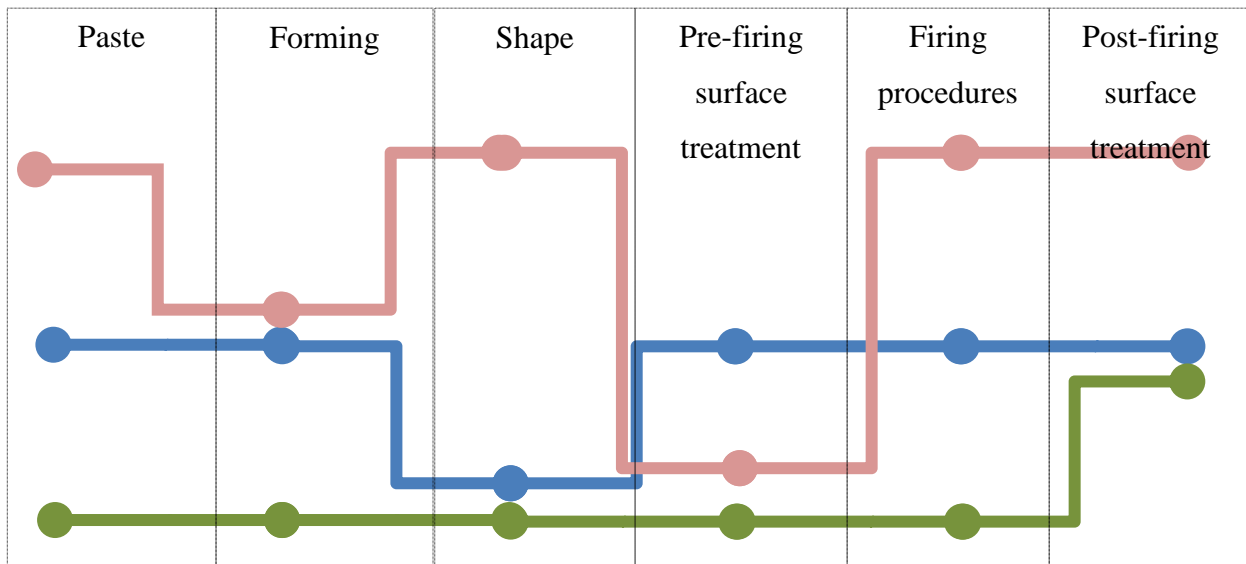 Paste
Forming
Shape
Pre-firing
surface
treatment
Firing
procedures
Post-firing
surface
treatment